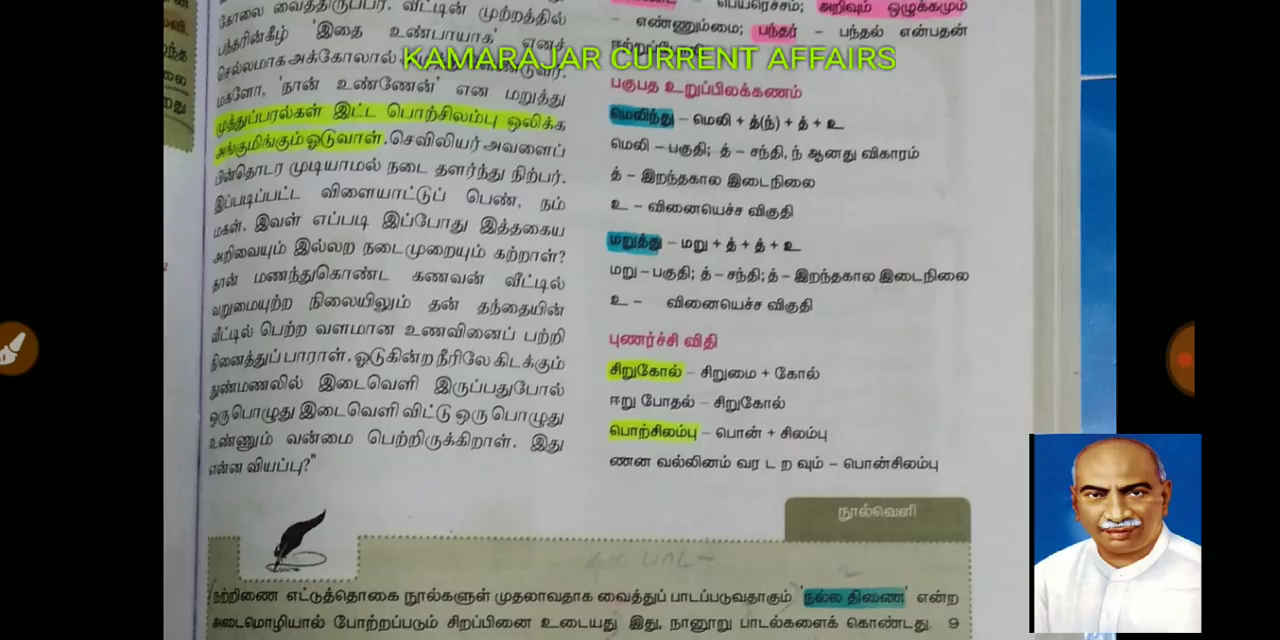 கோலை வைத்திருப்பர். வீட்டின் முற்றத்தில்
பந்தரின்கீழ் 'இதை உண்பாயாக' எனச்
செல்லமாக அக்கோலால்
மகளோ, 'நான் உண்ணேன்' என மறுத்து
முத்துப்பரல்கள் இட்ட பொற்சிலம்பு ஒலிக்க
அங்குமிங்கும் ஓடுவாள். செவிலியர் அவளைப்
பின்தொடர முடியாமல் நடை தளர்ந்து நிற்பர்.
இப்படிப்பட்ட விளையாட்டுப் பெண், நம்
மகள். இவள் எப்படி இப்போது இத்தகைய
அறிவையும் இல்லற நடைமுறையும் கற்றாள்?
தான் மணந்துகொண்ட கணவன் வீட்டில்
வறுமையுற்ற நிலையிலும் தன் தந்தையின்
வீட்டில் பெற்ற வளமான உணவினைப் பற்றி
நினைத்துப் பாராள். ஓடுகின்ற நீரிலே கிடக்கும்
நுண்மணலில் இடைவெளி இருப்பதுபோல்
ஒரு பொழுது இடைவெளி விட்டு ஒரு பொழுது
உண்ணும் வன்மை பெற்றிருக்கிறாள். இது
என்ன வியப்பு?"
பெயரெச்சம்; அறிவும் ஒழுக்கமும்
– எண்ணும்மை; பந்தர் – பந்தல் என்பதன்
KAMARAJAR CURRENT AFFAIRS
பகுபத உறுப்பிலக்கணம்
மெலிந்து – மெலி + த்(ந்) + த் + உ
மெலி – பகுதி; த் – சந்தி, ந் ஆனது விகாரம்
த் – இறந்தகால இடைநிலை
உ – வினையெச்ச விகுதி
மறுத்து – மறு + த் + த் + உ
மறு – பகுதி; த் – சந்தி; த் – இறந்தகால இடைநிலை
உ – வினையெச்ச விகுதி
புணர்ச்சி விதி
சிறுகோல் – சிறுமை + கோல்
ஈறு போதல் – சிறுகோல்
பொற்சிலம்பு – பொன் + சிலம்பு
ணன வல்லினம் வர ட ற வும் – பொன்சிலம்பு
நூல்வெளி
நற்றிணை எட்டுத்தொகை நூல்களுள் முதலாவதாக வைத்துப் பாடப்படுவதாகும். 'நல்ல திணை' என்ற
அடைமொழியால் போற்றப்படும் சிறப்பினை உடையது இது, நானூறு பாடல்களைக் கொண்டது. 9